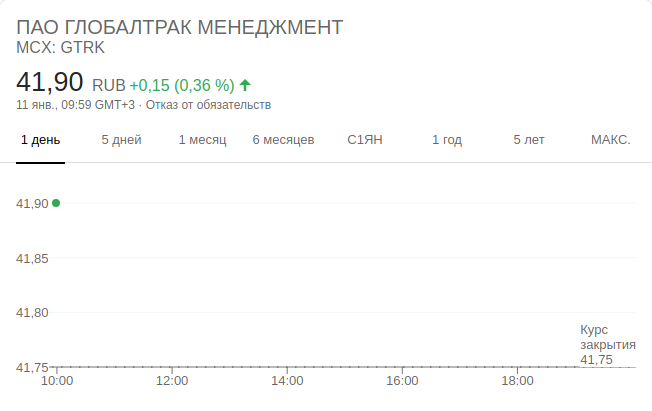 ПАО ГЛОБАЛТРАК МЕНЕДЖМЕНТ
MCX: GTRK
41,90 RUB +0,15 (0,36 %)
11 янв., 09:59 GMT+3 · Отказ от обязательств
1 день 5 дней 1 месяц 6 месяцев С1ЯН 1 год 5 лет МАКС.
41,90
41,85
41,80
Курс
закрытия
41,75
41,75
10:00 12:00 14:00 16:00 18:00